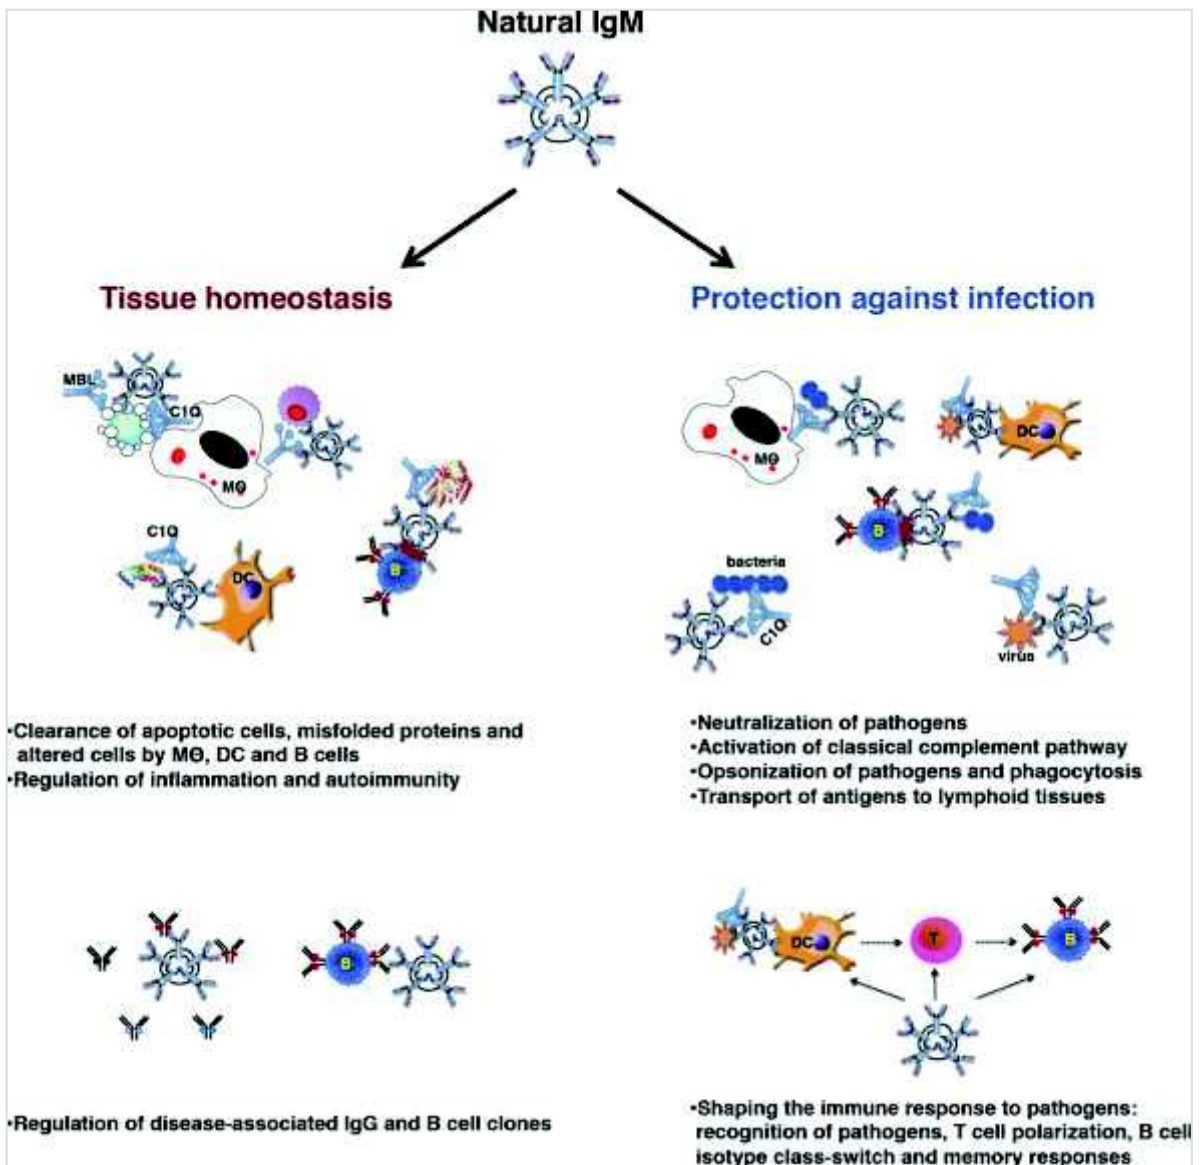 Natural IgM
Tissue homeostasis
MBL
C1Q
MΘ
C1Q
DC
B
•Clearance of apoptotic cells, misfolded proteins and
altered cells by MΘ, DC and B cells
•Regulation of inflammation and autoimmunity
B
•Regulation of disease-associated IgG and B cell clones
Protection against infection
MΘ
DC
B
bacteria
C1Q
virus
•Neutralization of pathogens
•Activation of classical complement pathway
•Opsonization of pathogens and phagocytosis
•Transport of antigens to lymphoid tissues
DC
T
B
•Shaping the immune response to pathogens:
recognition of pathogens, T cell polarization, B cell
isotype class-switch and memory responses